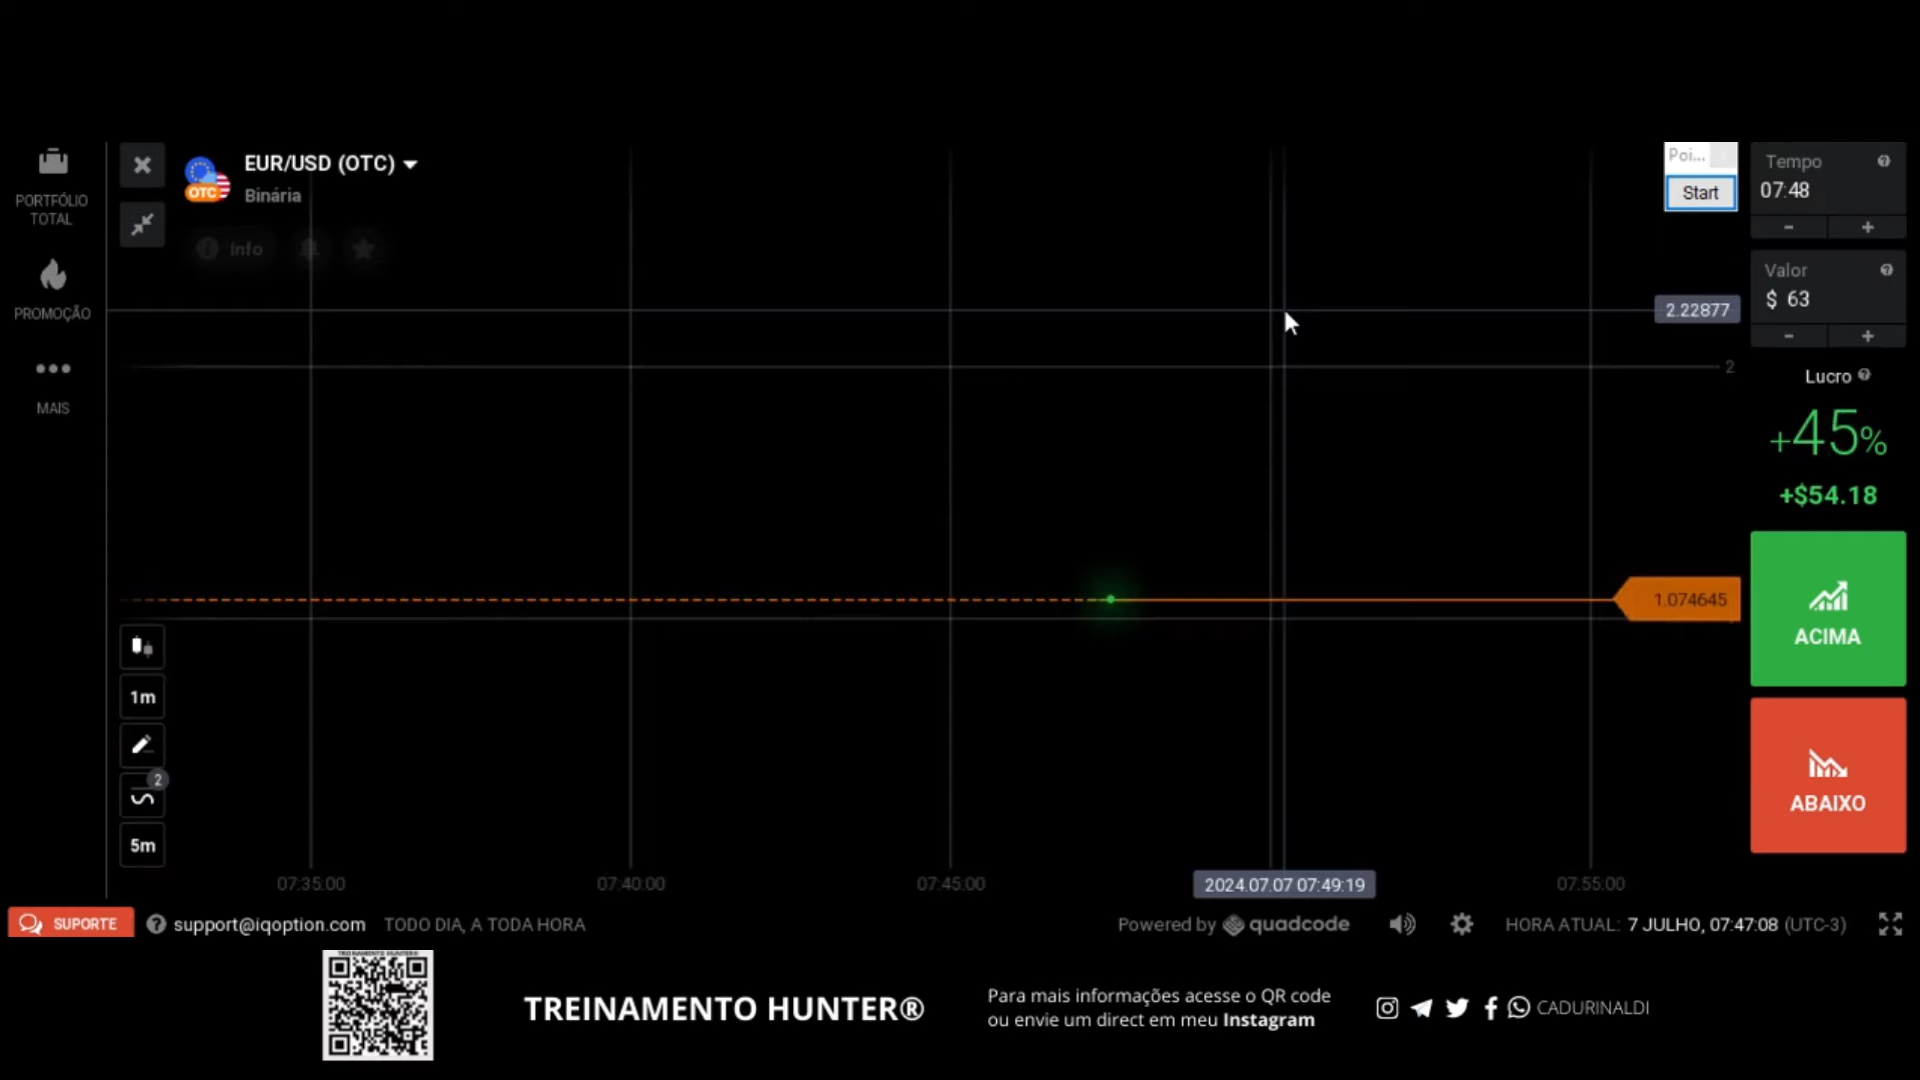 PORTFÓLIO
TOTAL
PROMOÇÃO
MAIS
EUR/USD (OTC)
OTC
Binária
Info
Poi...
Start
Tempo
07:48
Valor
$ 63
2.22877
2
Lucro
+45%
+$54.18
1.074645
ACIMA
ABAIXO
1m
2
5m
07:35:00
07:40:00
07:45:00
2024.07.07 07:49:19
07:55:00
SUPORTE
support@iqoption.com
TODO DIA, A TODA HORA
Powered by quadcode
HORA ATUAL: 7 JULHO, 07:47:08 (UTC-3)
TREINAMENTO HUNTER®
TREINAMENTO HUNTER®
Para mais informações acesse o QR code
ou envie um direct em meu Instagram
CADURINALDI